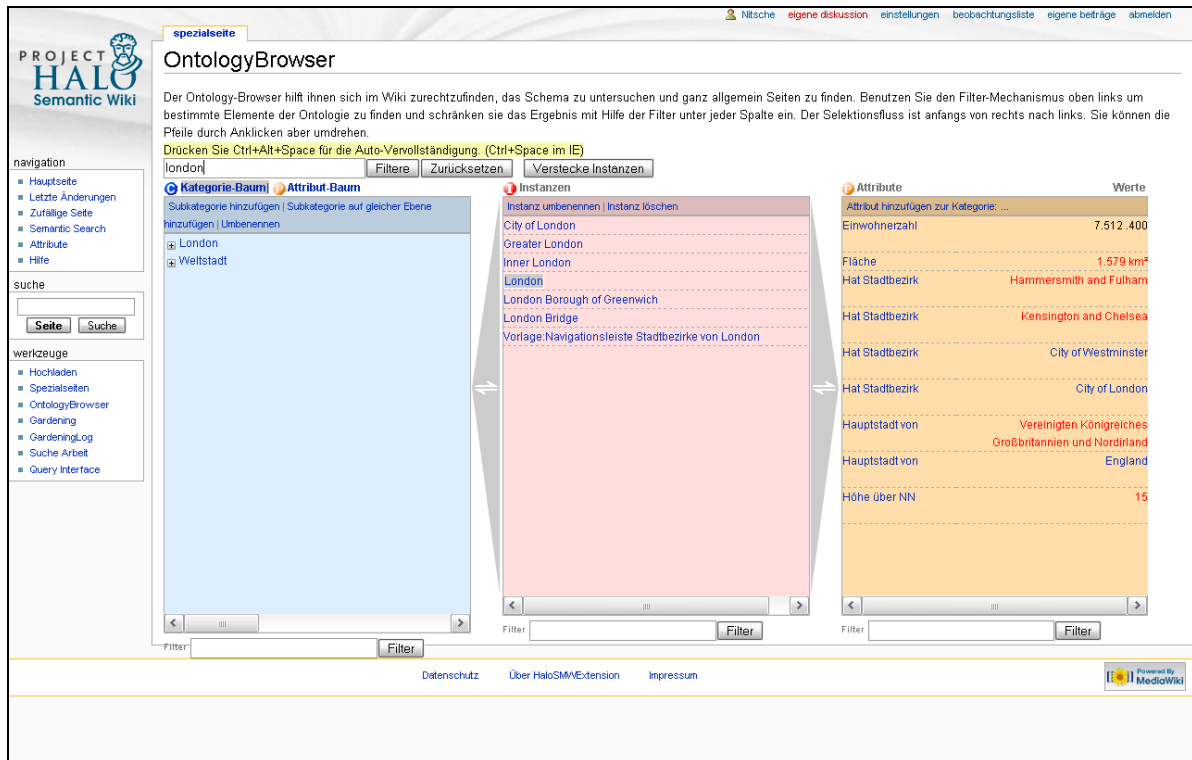 Nitsche eigene diskussion einstellungen beobachtungsliste eigene beiträge abmelden
spezialseite
PROJECT
HALO
Semantic Wiki
OntologyBrowser
Der Ontology-Browser hilft ihnen sich im Wiki zurechtzufinden, das Schema zu untersuchen und ganz allgemein Seiten zu finden. Benutzen Sie den Filter-Mechanismus oben links um
bestimmte Elemente der Ontologie zu finden und schränken sie das Ergebnis mit Hilfe der Filter unter jeder Spalte ein. Der Selektionsfluss ist anfangs von rechts nach links. Sie können die
Pfeile durch Anklicken aber umdrehen.
Drücken Sie Ctrl+Alt+Space für die Auto-Vervollständigung. (Ctrl+Space im IE)
london Filtere Zurücksetzen Verstecke Instanzen
navigation
Hauptseite
Letzte Änderungen
Zufällige Seite
Semantic Search
Attribute
Hilfe
suche
Seite Suche
werkzeuge
Hochladen
Spezialseiten
OntologyBrowser
Gardening
GardeningLog
Suche Arbeit
Query Interface
C Kategorie-Baum P Attribut-Baum
Subkategorie hinzufügen | Subkategorie auf gleicher Ebene
hinzufügen | Umbenennen
London
Weltstadt
Filter Filter
I Instanzen
Instanz umbenennen | Instanz löschen
City of London
Greater London
Inner London
London
London Borough of Greenwich
London Bridge
Vorlage:Navigationsleiste Stadtbezirke von London
Filter Filter
P Attribute Werte
Attribut hinzufügen zur Kategorie: ...
Einwohnerzahl 7.512 .400
Fläche 1.579 km²
Hat Stadtbezirk Hammersmith and Fulham
Hat Stadtbezirk Kensington and Chelsea
Hat Stadtbezirk City of Westminster
Hat Stadtbezirk City of London
Hauptstadt von Vereinigten Königreiches
Großbritannien und Nordirland
Hauptstadt von England
Höhe über NN 15
Filter Filter
Datenschutz Über HaloSMWExtension Impressum
Powered By
MediaWiki